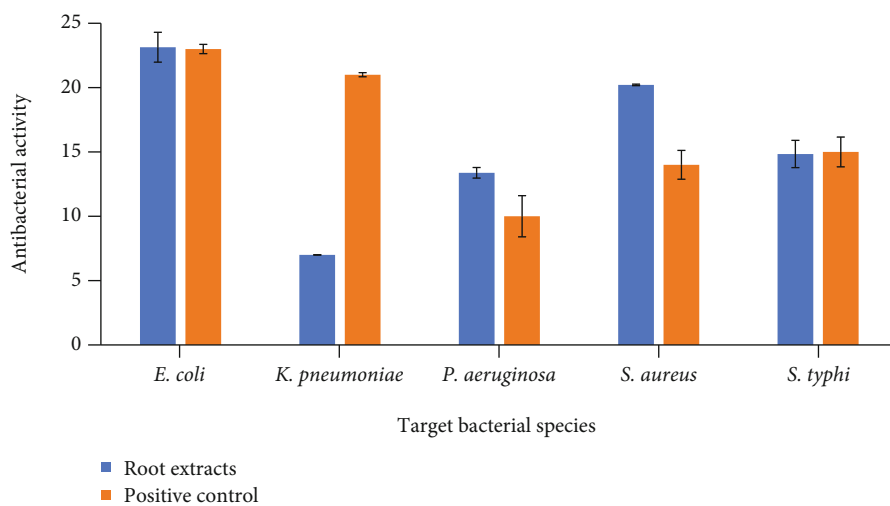 25
20
15
10
5
0
Antibacterial activity
E. coli K. pneumoniae P. aeruginosa S. aureus S. typhi
Target bacterial species
Root extracts
Positive control